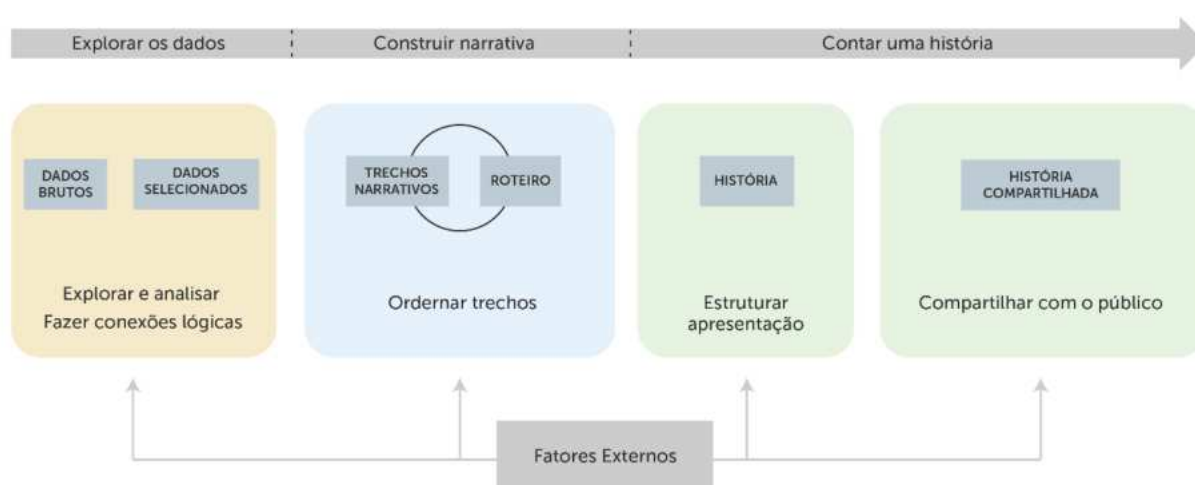 Explorar os dados
Construir narrativa
Contar uma história
DADOS
BRUTOS
DADOS
SELECIONADOS
Explorar e analisar
Fazer conexões lógicas
TRECHOS
NARRATIVOS
ROTEIRO
Ordernar trechos
HISTÓRIA
Estruturar
apresentação
HISTÓRIA
COMPARTILHADA
Compartilhar com o público
Fatores Externos